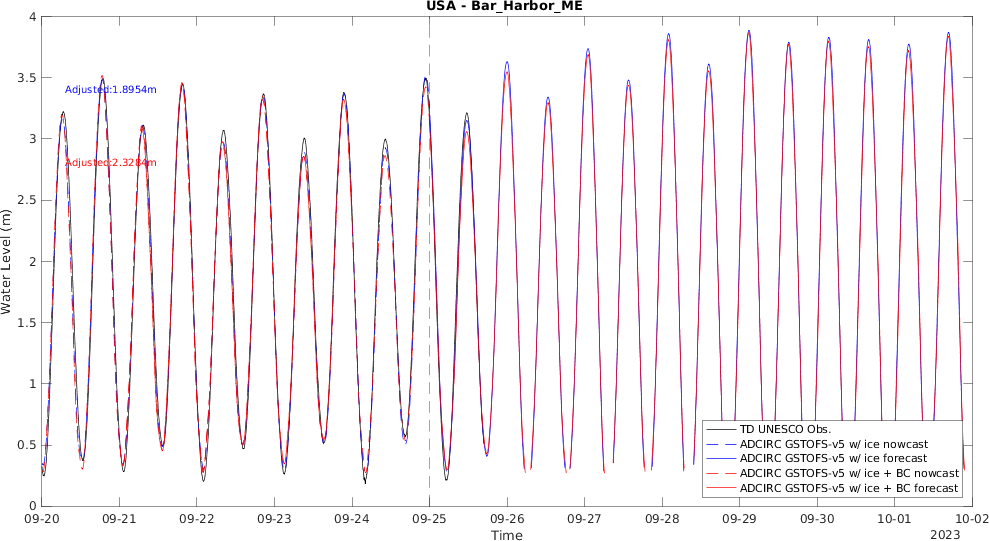 USA - Bar_Harbor_ME
4
3.5
3
2.5
2
1.5
1
0.5
0
Water Level (m)
Adjusted:1.8954m
Adjusted:2.3284m
TD UNESCO Obs.
ADCIRC GSTOFS-v5 w/ ice nowcast
ADCIRC GSTOFS-v5 w/ ice forecast
ADCIRC GSTOFS-v5 w/ ice + BC nowcast
ADCIRC GSTOFS-v5 w/ ice + BC forecast
09-20 09-21 09-22 09-23 09-24 09-25 09-26 09-27 09-28 09-29 09-30 10-01 10-02
Time
2023